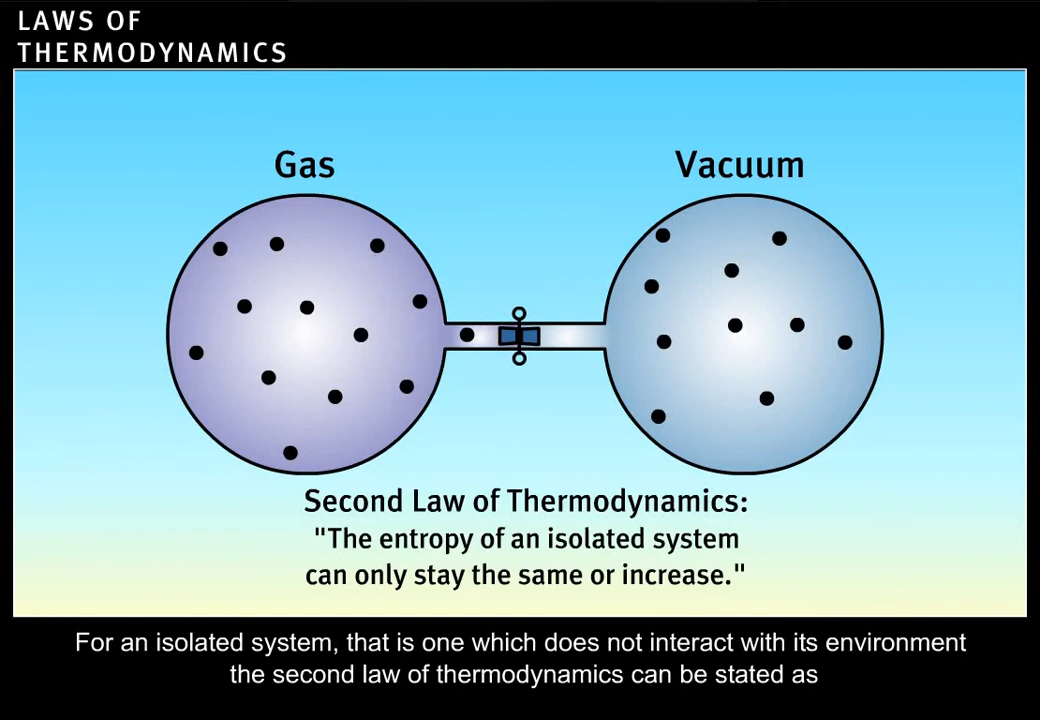 LAWS OF
THERMODYNAMICS
Gas
Vacuum
Second Law of Thermodynamics:
"The entropy of an isolated system
can only stay the same or increase."
For an isolated system, that is one which does not interact with its environment
the second law of thermodynamics can be stated as